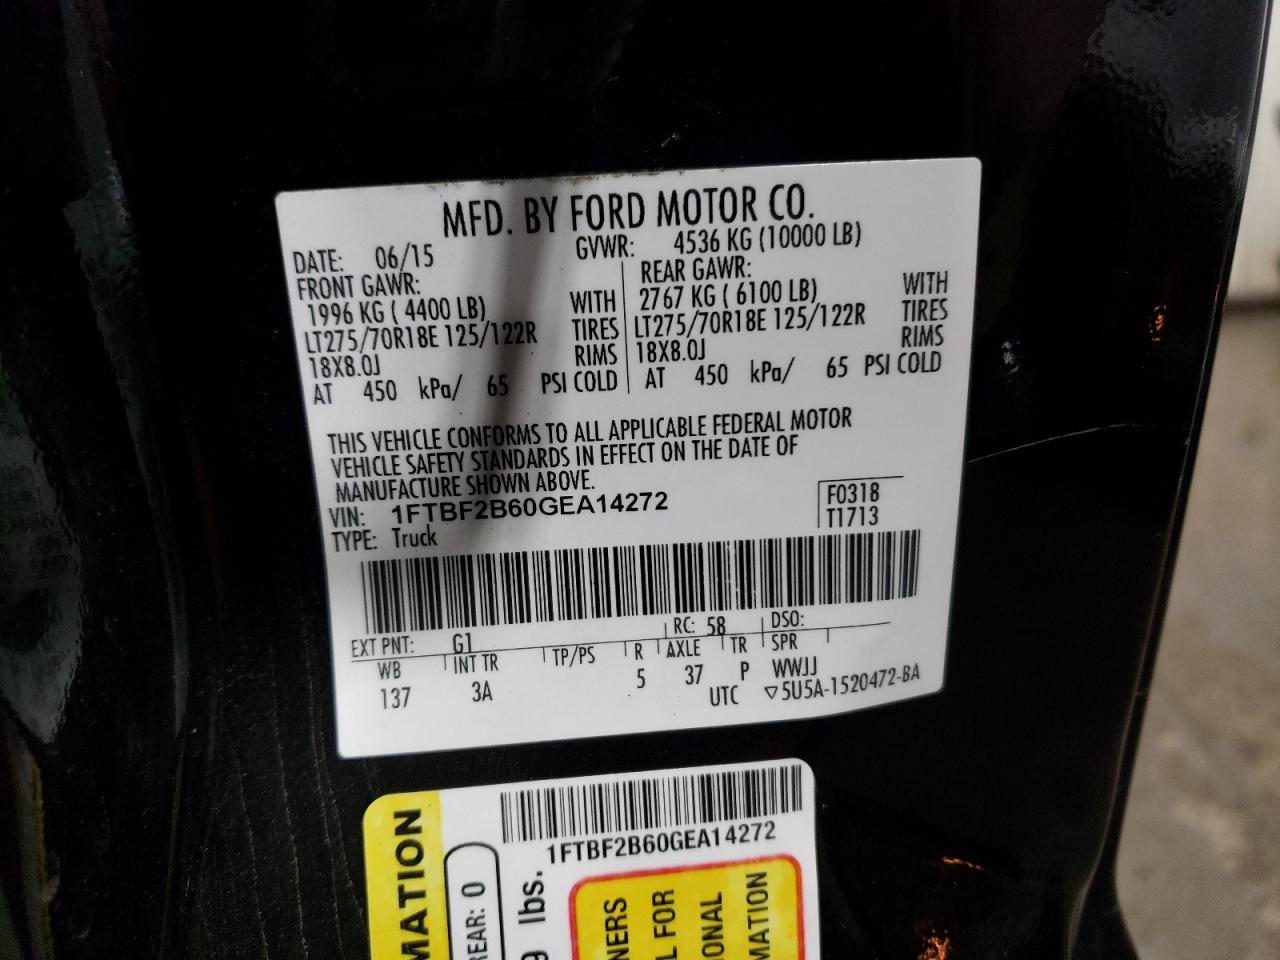 MFD. BY FORD MOTOR CO.
DATE: 06/15 GVWR: 4536 KG (10000 LB)
FRONT GAWR: REAR GAWR:
1996 KG ( 4400 LB) WITH 2767 KG ( 6100 LB) WITH
LT275/70R18E 125/122R TIRES LT275/70R18E 125/122R TIRES
18X8.0J RIMS 18X8.0J RIMS
AT 450 kPa/ 65 PSI COLD AT 450 kPa/ 65 PSI COLD
THIS VEHICLE CONFORMS TO ALL APPLICABLE FEDERAL MOTOR
VEHICLE SAFETY STANDARDS IN EFFECT ON THE DATE OF
MANUFACTURE SHOWN ABOVE.
VIN: 1FTBF2B60GEA14272 F0318
TYPE: Truck T1713
EXT PNT: G1 RC: 58 DSO:
WB INT TR TP/PS R AXLE TR SPR
137 3A 5 37 P WWJJ
UTC ▽5U5A-1520472-BA
1FTBF2B60GEA14272
MATION
REAR: 0
9 lbs.
NERS
L FOR
IONAL
MATION